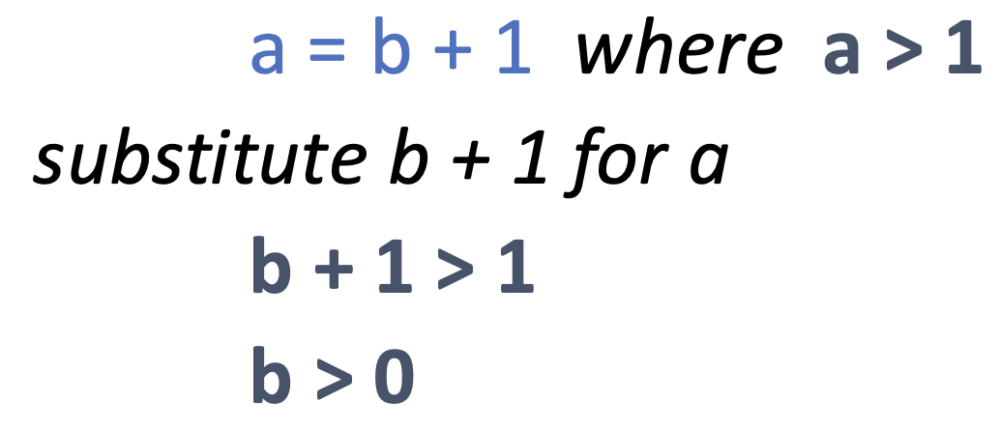 a = b + 1 where a > 1
substitute b + 1 for a
b + 1 > 1
b > 0